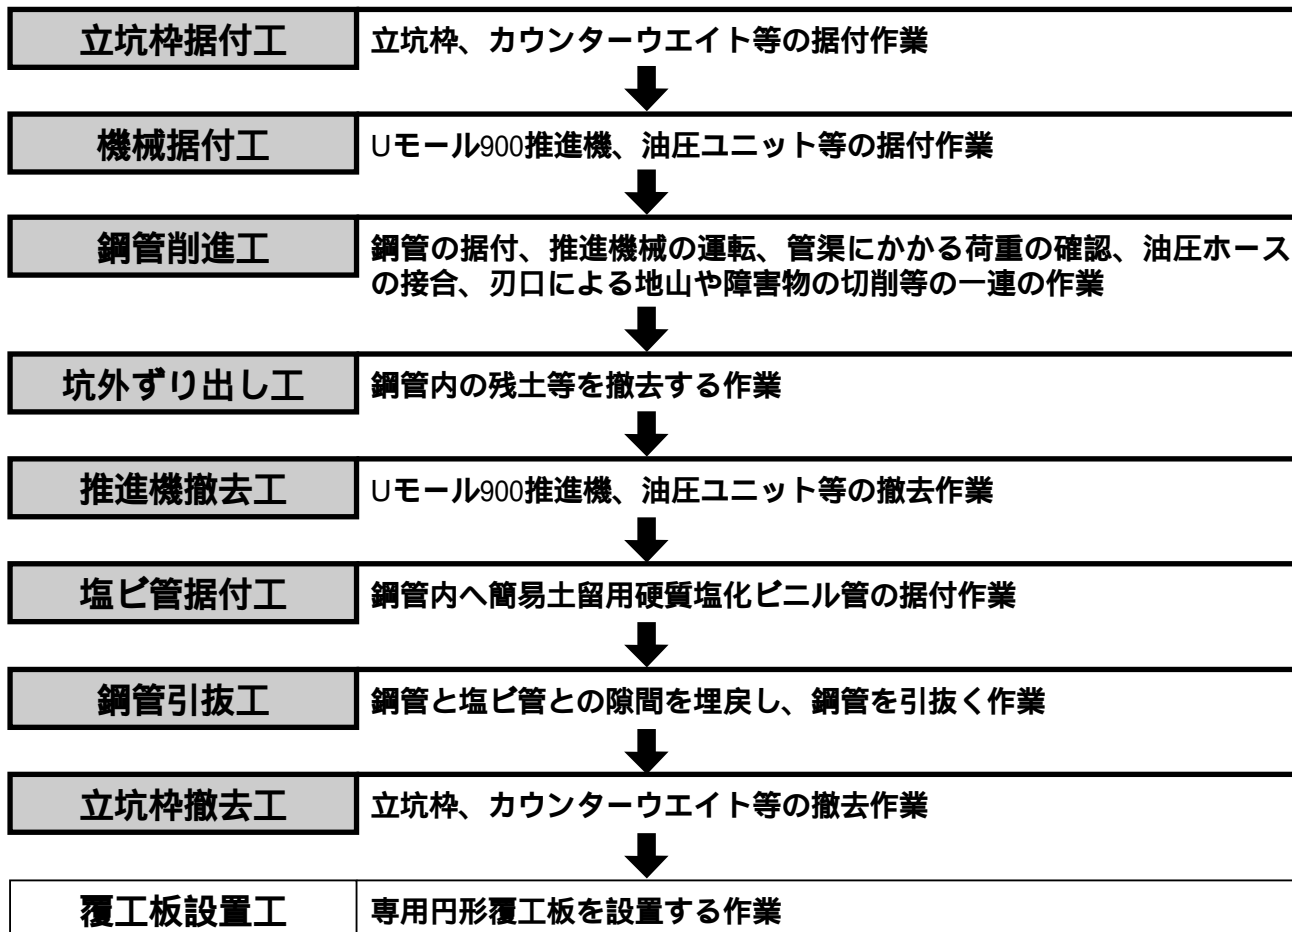 立坑枠据付工
立坑枠、カウンターウエイト等の据付作業
機械据付工
Uモール900推進機、油圧ユニット等の据付作業
鋼管削進工
鋼管の据付、推進機械の運転、管渠にかかる荷重の確認、油圧ホース
の接合、刃口による地山や障害物の切削等の一連の作業
坑外ずり出し工
鋼管内の残土等を撤去する作業
推進機撤去工
Uモール900推進機、油圧ユニット等の撤去作業
塩ビ管据付工
鋼管内へ簡易土留用硬質塩化ビニル管の据付作業
鋼管引抜工
鋼管と塩ビ管との隙間を埋戻し、鋼管を引抜く作業
立坑枠撤去工
立坑枠、カウンターウエイト等の撤去作業
覆工板設置工
専用円形覆工板を設置する作業